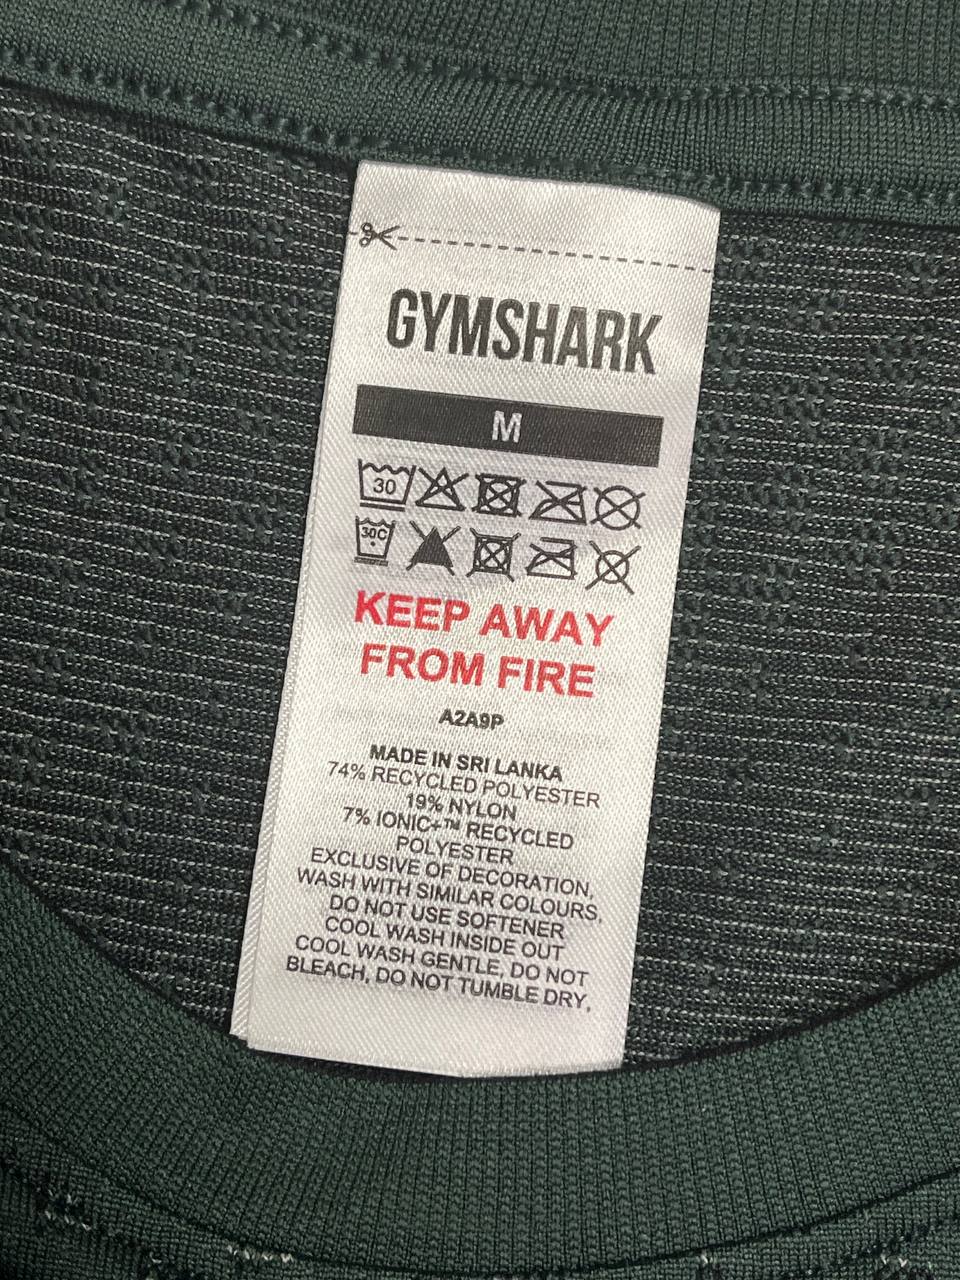 GYMSHARK
M
30
30C
KEEP AWAY
FROM FIRE
A2A9P
MADE IN SRI LANKA
74% RECYCLED POLYESTER
19% NYLON
7% IONIC+™ RECYCLED
POLYESTER
EXCLUSIVE OF DECORATION,
WASH WITH SIMILAR COLOURS,
DO NOT USE SOFTENER
COOL WASH INSIDE OUT
COOL WASH GENTLE, DO NOT
BLEACH, DO NOT TUMBLE DRY,